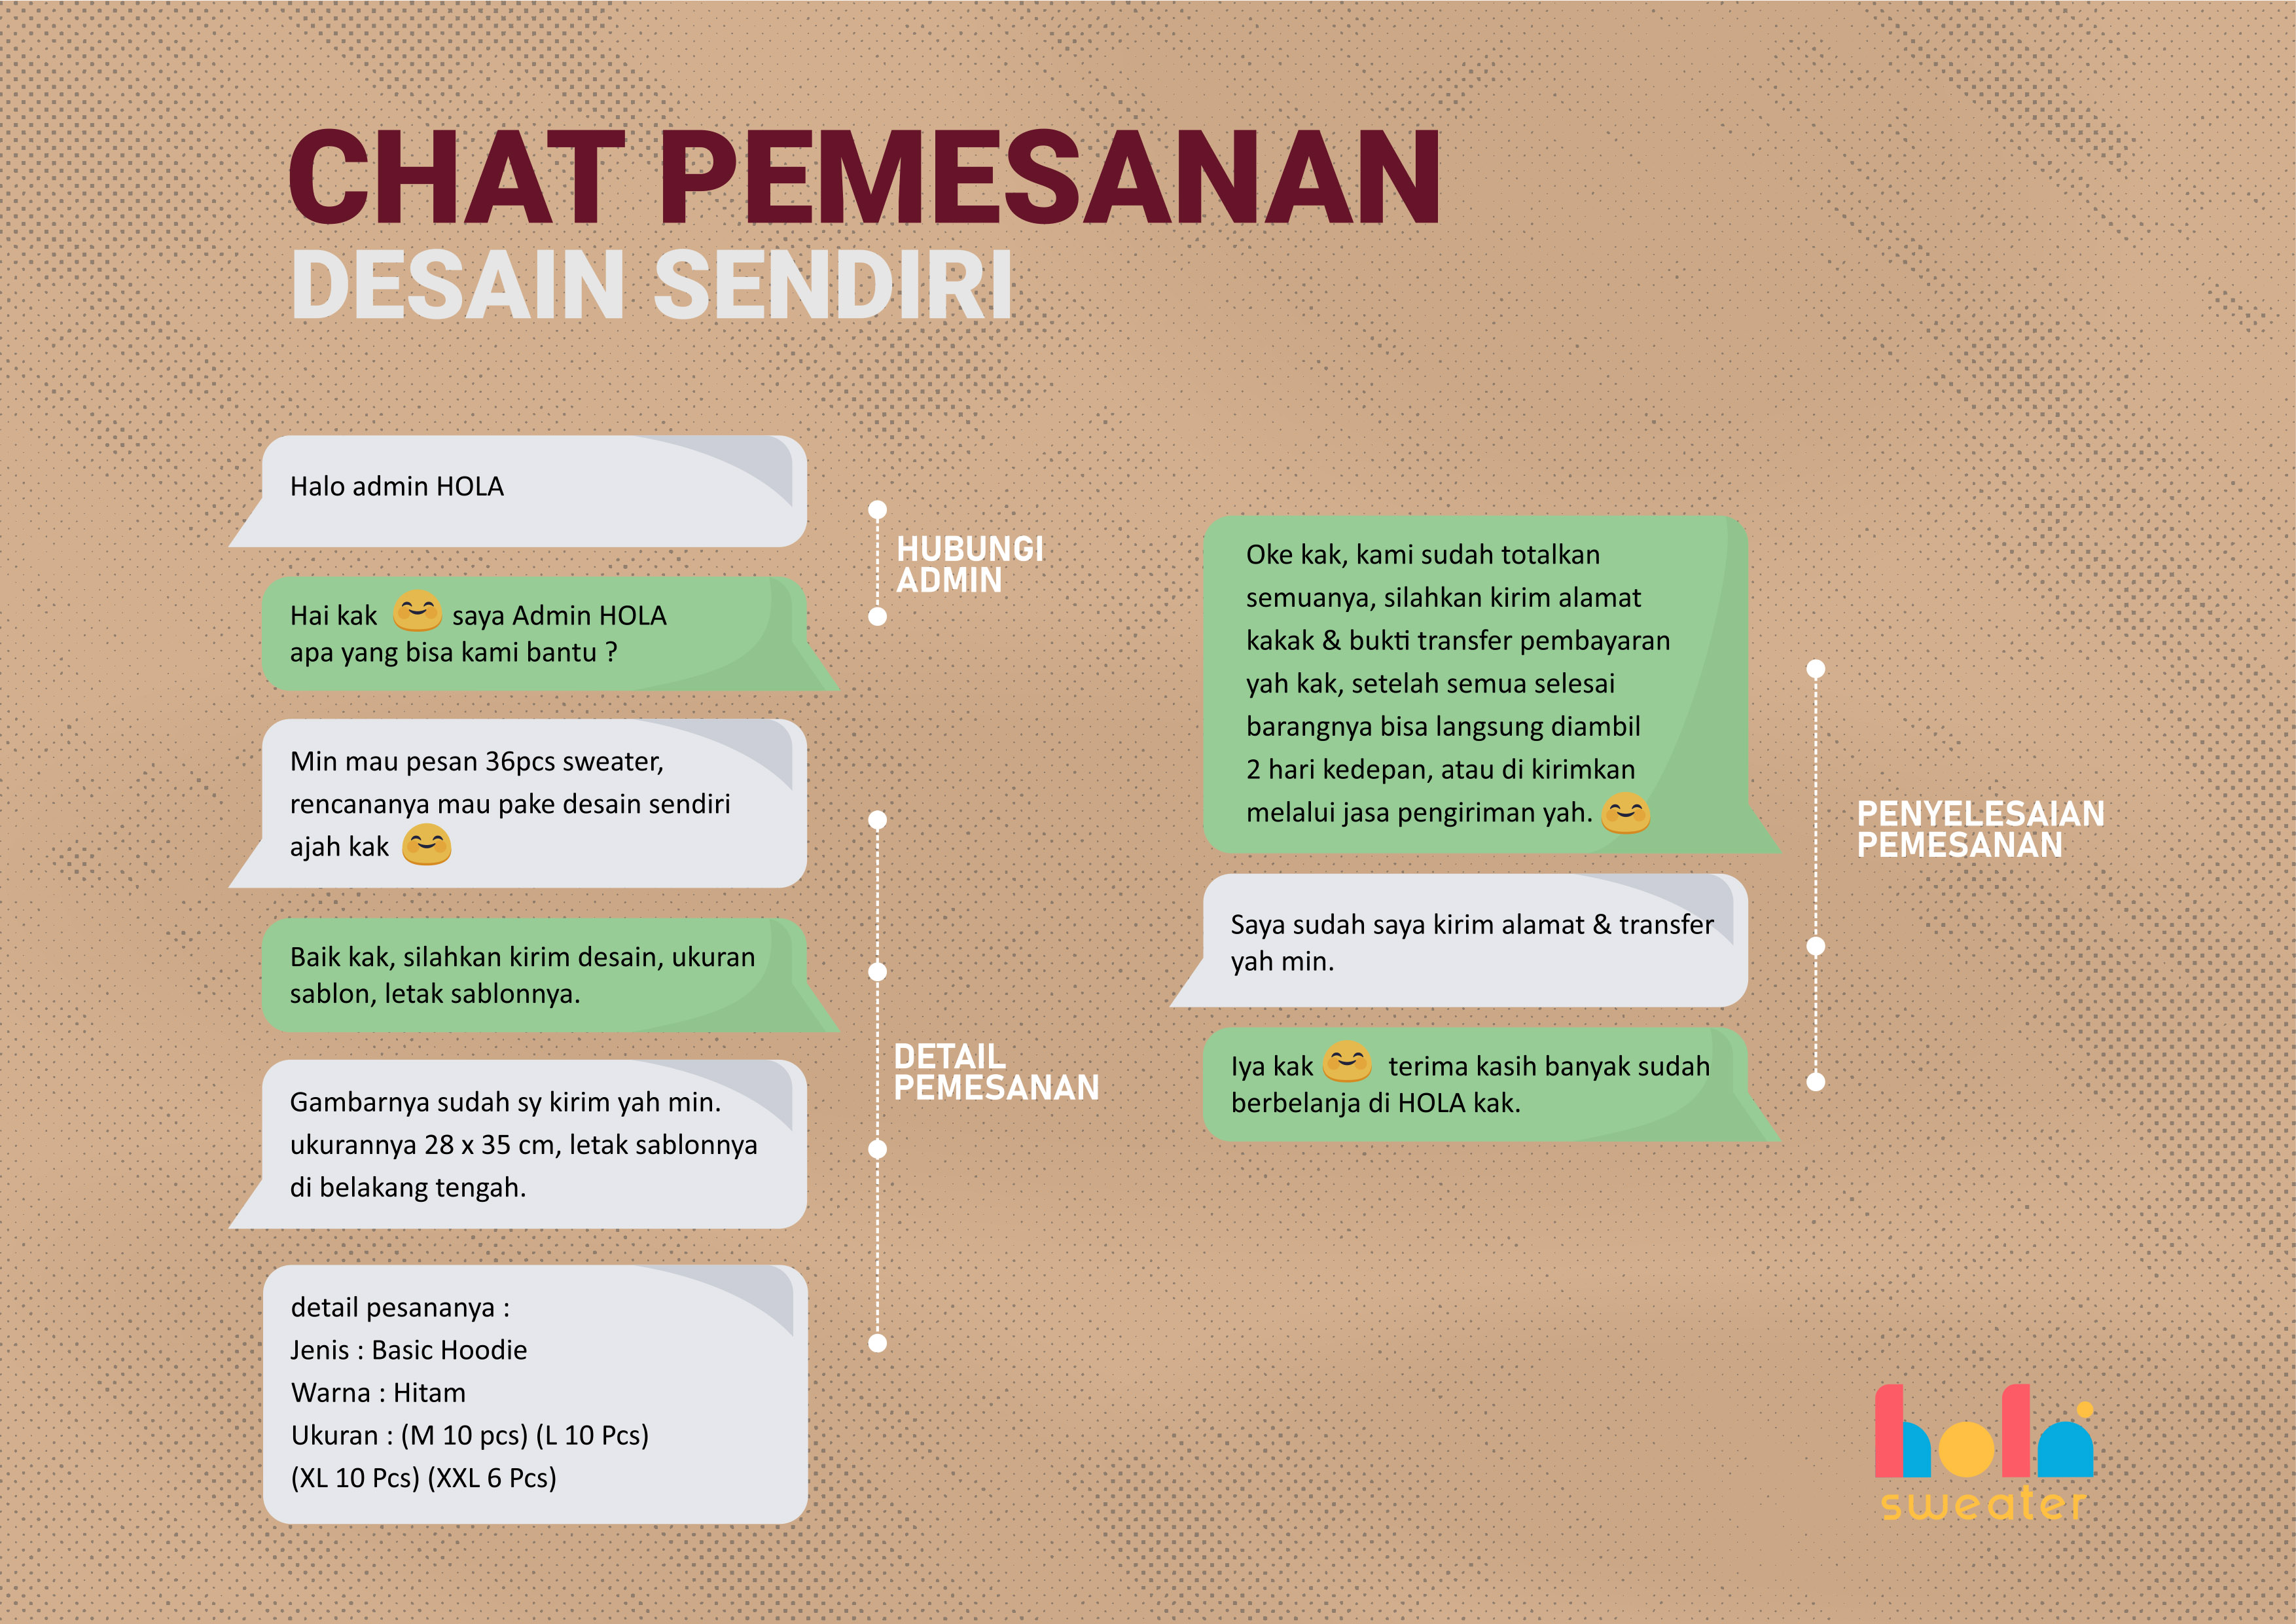 CHAT PEMESANAN
DESAIN SENDIRI
Halo admin HOLA
Hai kak 😊 saya Admin HOLA
apa yang bisa kami bantu ?
HUBUNGI
ADMIN
Min mau pesan 36pcs sweater,
rencananya mau pake desain sendiri
ajah kak 😊
Baik kak, silahkan kirim desain, ukuran
sablon, letak sablonnya.
Gambarnya sudah sy kirim yah min.
ukurannya 28 x 35 cm, letak sablonnya
di belakang tengah.
detail pesananya :
Jenis : Basic Hoodie
Warna : Hitam
Ukuran : (M 10 pcs) (L 10 Pcs)
(XL 10 Pcs) (XXL 6 Pcs)
DETAIL
PEMESANAN
Oke kak, kami sudah totalkan
semuanya, silahkan kirim alamat
kakak & bukti transfer pembayaran
yah kak, setelah semua selesai
barangnya bisa langsung diambil
2 hari kedepan, atau di kirimkan
melalui jasa pengiriman yah. 😊
Saya sudah saya kirim alamat & transfer
yah min.
Iya kak 😊 terima kasih banyak sudah
berbelanja di HOLA kak.
PENYELESAIAN
PEMESANAN
hola
sweater